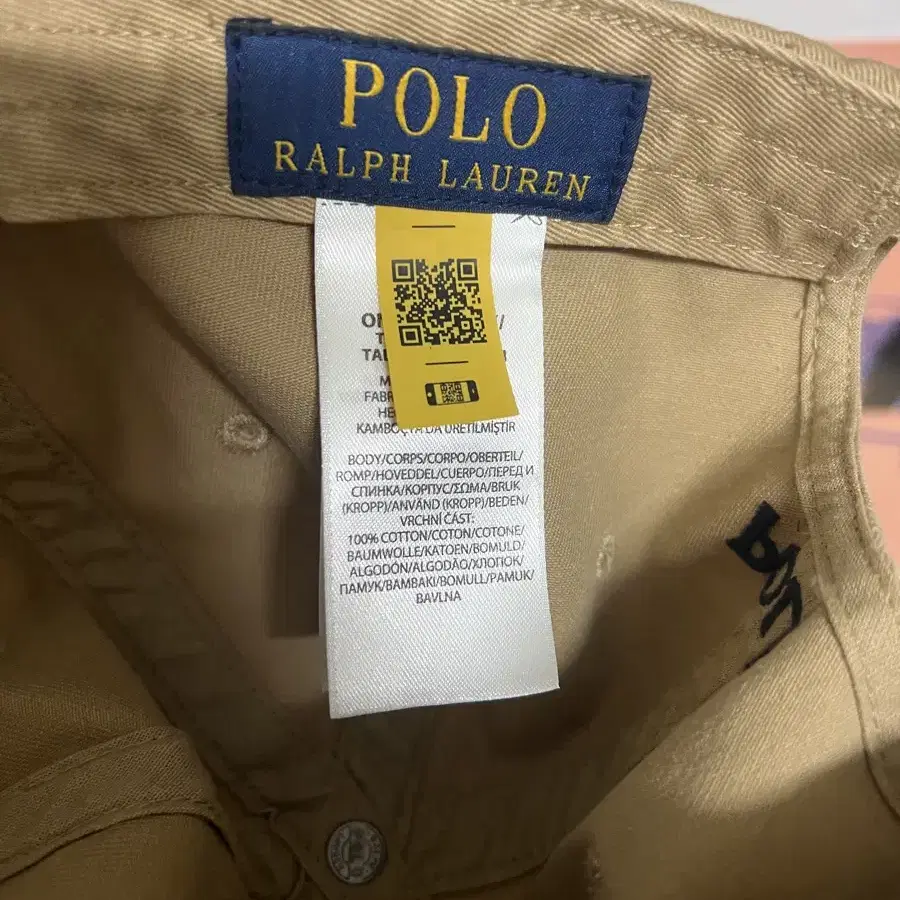 POLO
RALPH LAUREN
KAMBOÇYA'DA ÜRETİLMİŞTİR
BODY/CORPS/CORPO/OBERTEIL/
ROMP/HOVEDDEL/CUERPO/ПЕРЕД И
СПИНКА/КОРПУС/ΣΩΜΑ/BRUK
(KROPP)/ANVÄND (KROPP)/BEDEN/
VRCHNÍ ČÁST:
100% COTTON/COTON/COTONE/
BAUMWOLLE/KATOEN/BOMULD/
ALGODÓN/ALGODÃO/ХЛОПОК/
ПАМУК/BAMBAKI/BOMULL/PAMUK/
BAVLNA